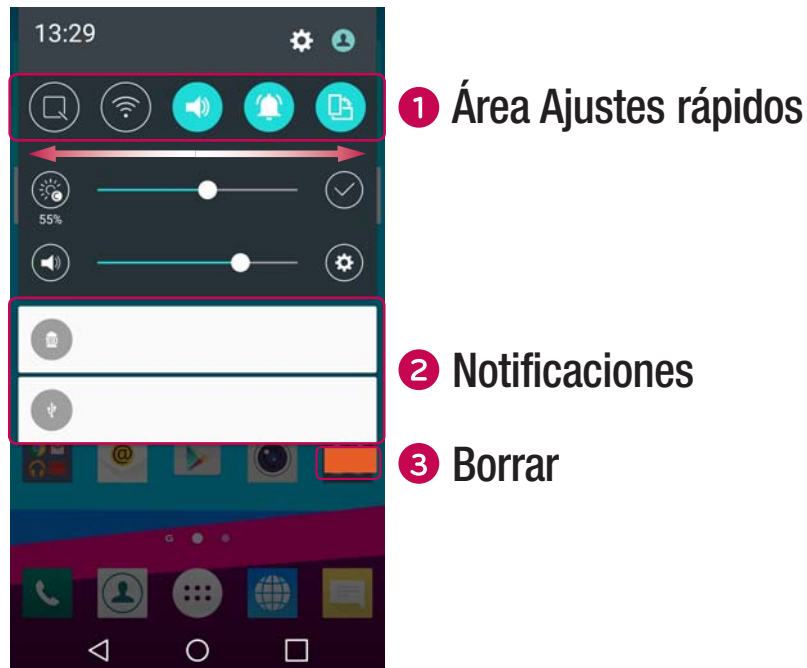 13:29
1 Área Ajustes rápidos
55%
2 Notificaciones
@
G
3 Borrar